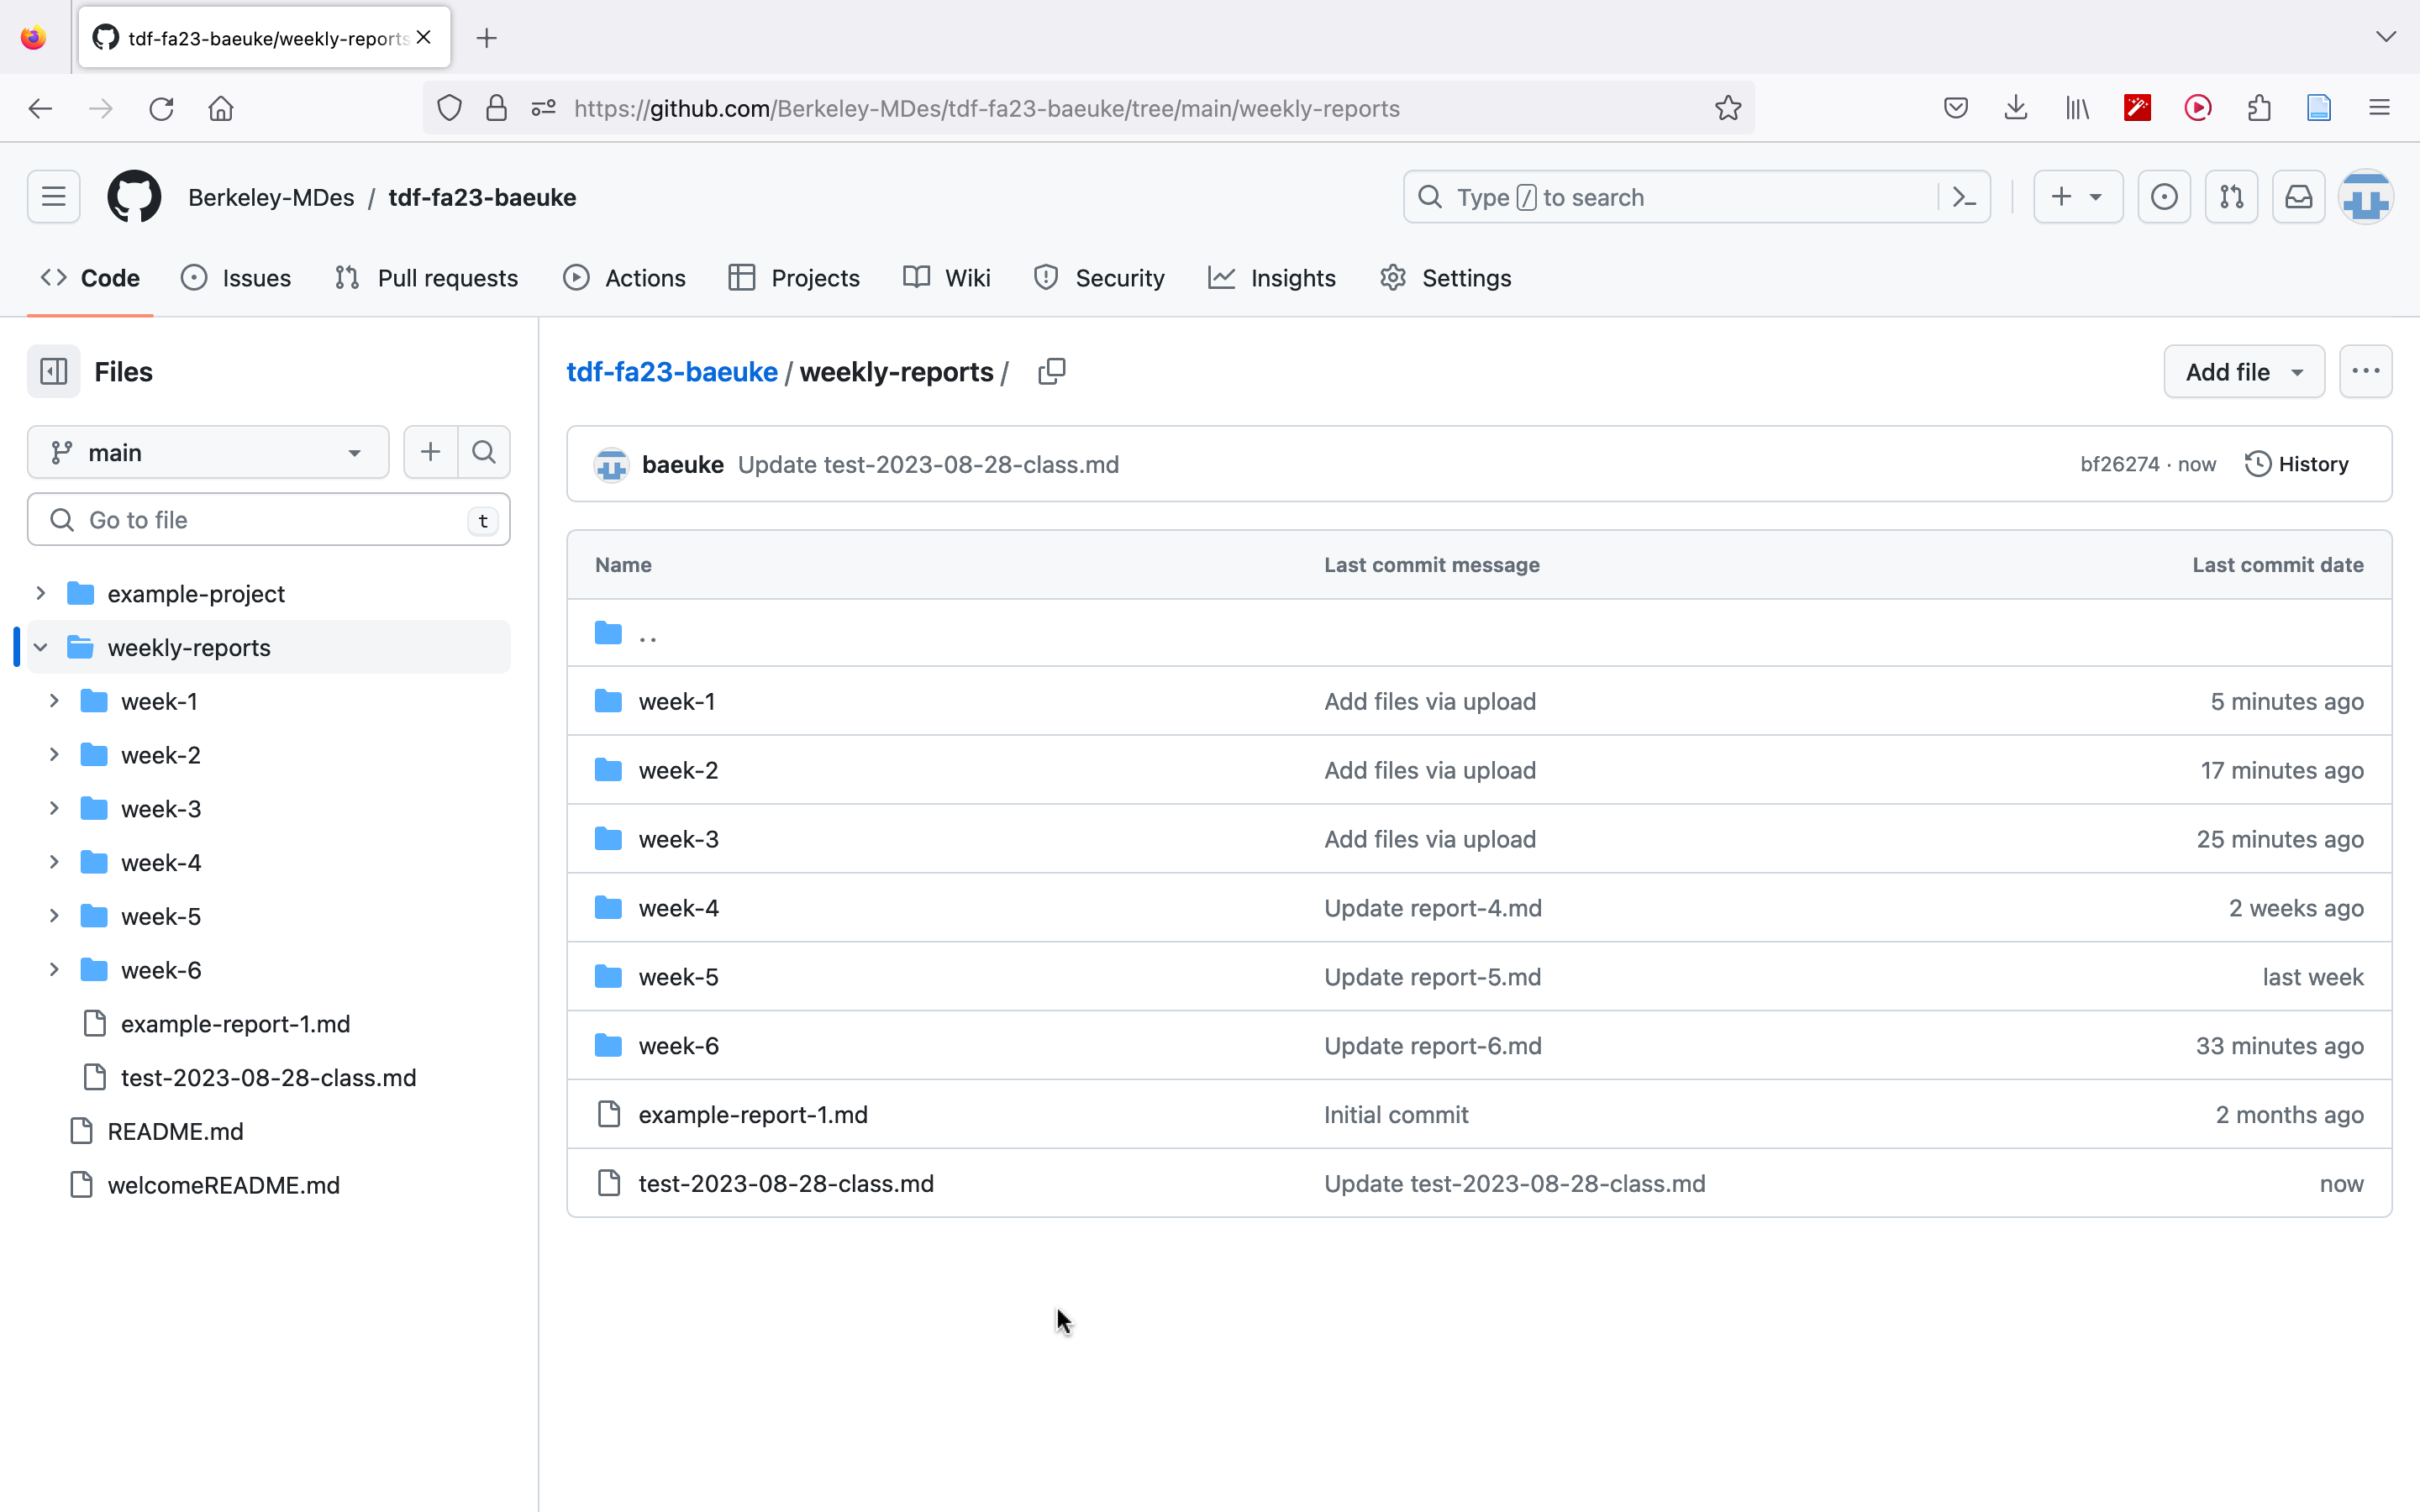 tdf-fa23-baeuke/weekly-reports
https://github.com/Berkeley-MDes/tdf-fa23-baeuke/tree/main/weekly-reports
Berkeley-MDes / tdf-fa23-baeuke
Type / to search
Code Issues Pull requests Actions Projects Wiki Security Insights Settings
Files
main
Go to file t
example-project
weekly-reports
week-1
week-2
week-3
week-4
week-5
week-6
example-report-1.md
test-2023-08-28-class.md
README.md
welcomeREADME.md
tdf-fa23-baeuke / weekly-reports /
Add file
baeuke Update test-2023-08-28-class.md bf26274 · now History
Name Last commit message Last commit date
..
week-1 Add files via upload 5 minutes ago
week-2 Add files via upload 17 minutes ago
week-3 Add files via upload 25 minutes ago
week-4 Update report-4.md 2 weeks ago
week-5 Update report-5.md last week
week-6 Update report-6.md 33 minutes ago
example-report-1.md Initial commit 2 months ago
test-2023-08-28-class.md Update test-2023-08-28-class.md now